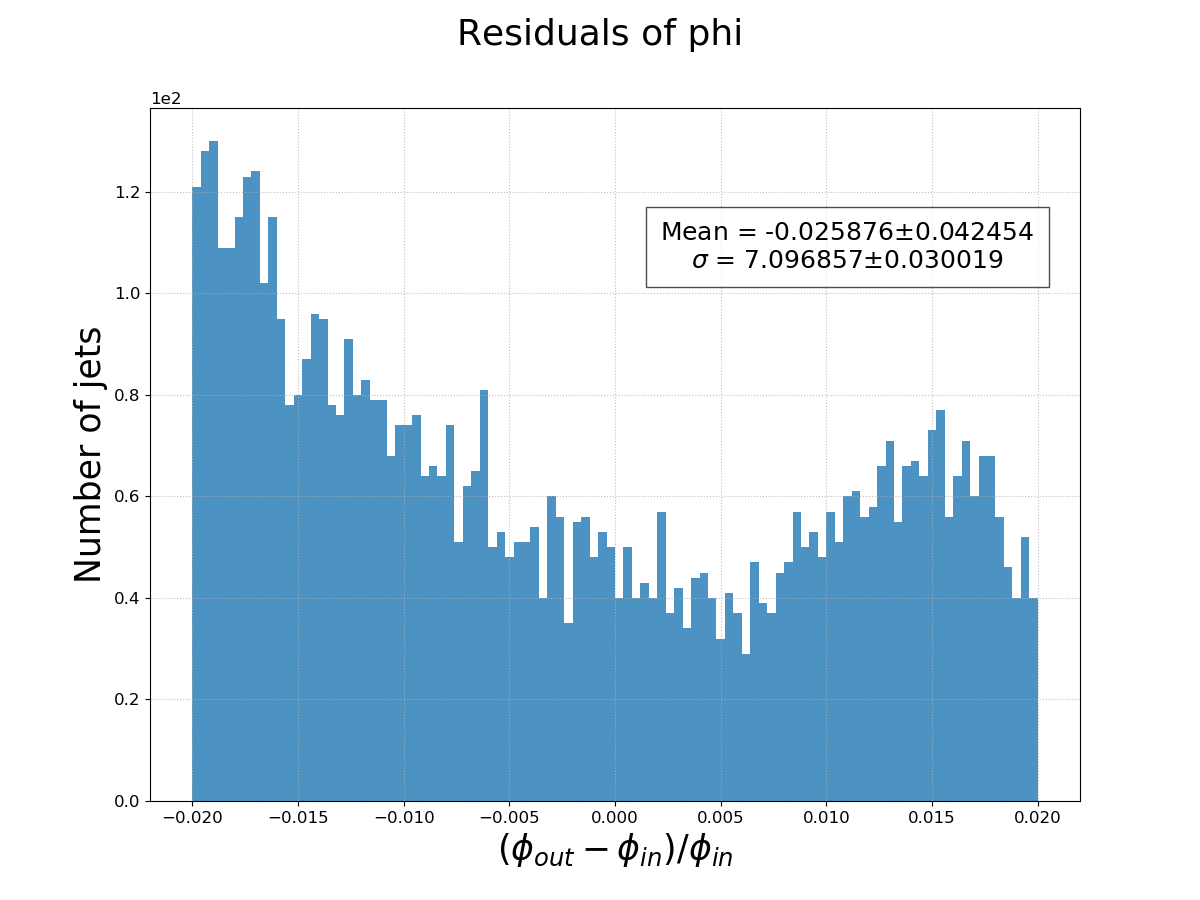 Residuals of phi
1e2
1.2
1.0
0.8
0.6
0.4
0.2
0.0
Number of jets
Mean = -0.025876±0.042454
σ = 7.096857±0.030019
−0.020 −0.015 −0.010 −0.005 0.000 0.005 0.010 0.015 0.020
(ϕout − ϕin)/ϕin